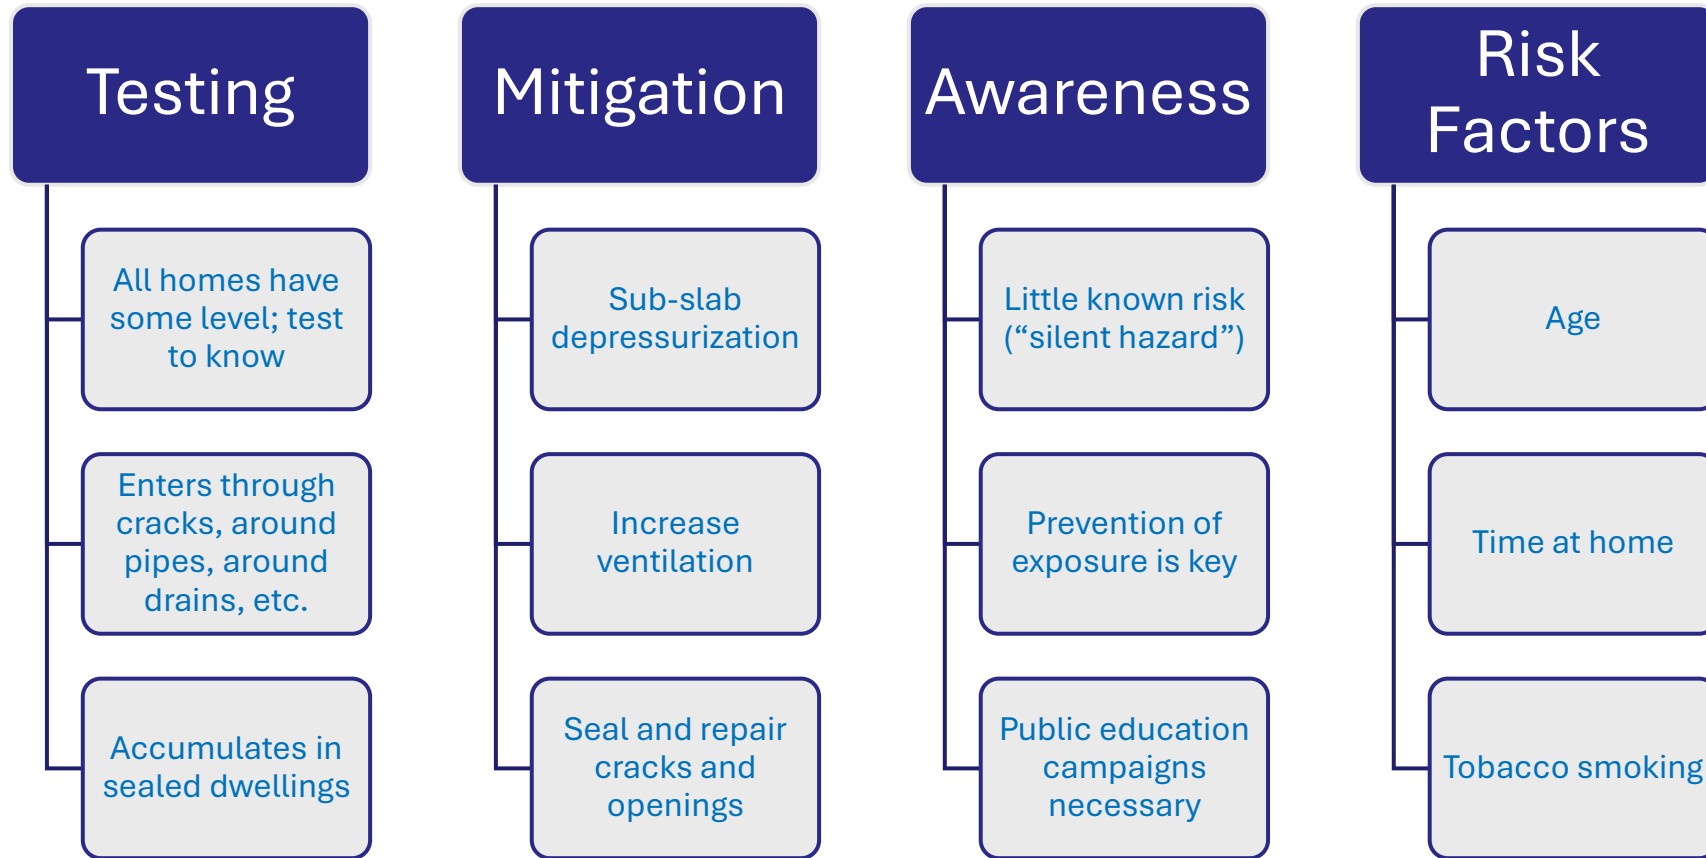 Testing
All homes have
some level; test
to know
Enters through
cracks, around
pipes, around
drains, etc.
Accumulates in
sealed dwellings
Mitigation
Sub-slab
depressurization
Increase
ventilation
Seal and repair
cracks and
openings
Awareness
Little known risk
(“silent hazard”)
Prevention of
exposure is key
Public education
campaigns
necessary
Risk
Factors
Age
Time at home
Tobacco smoking